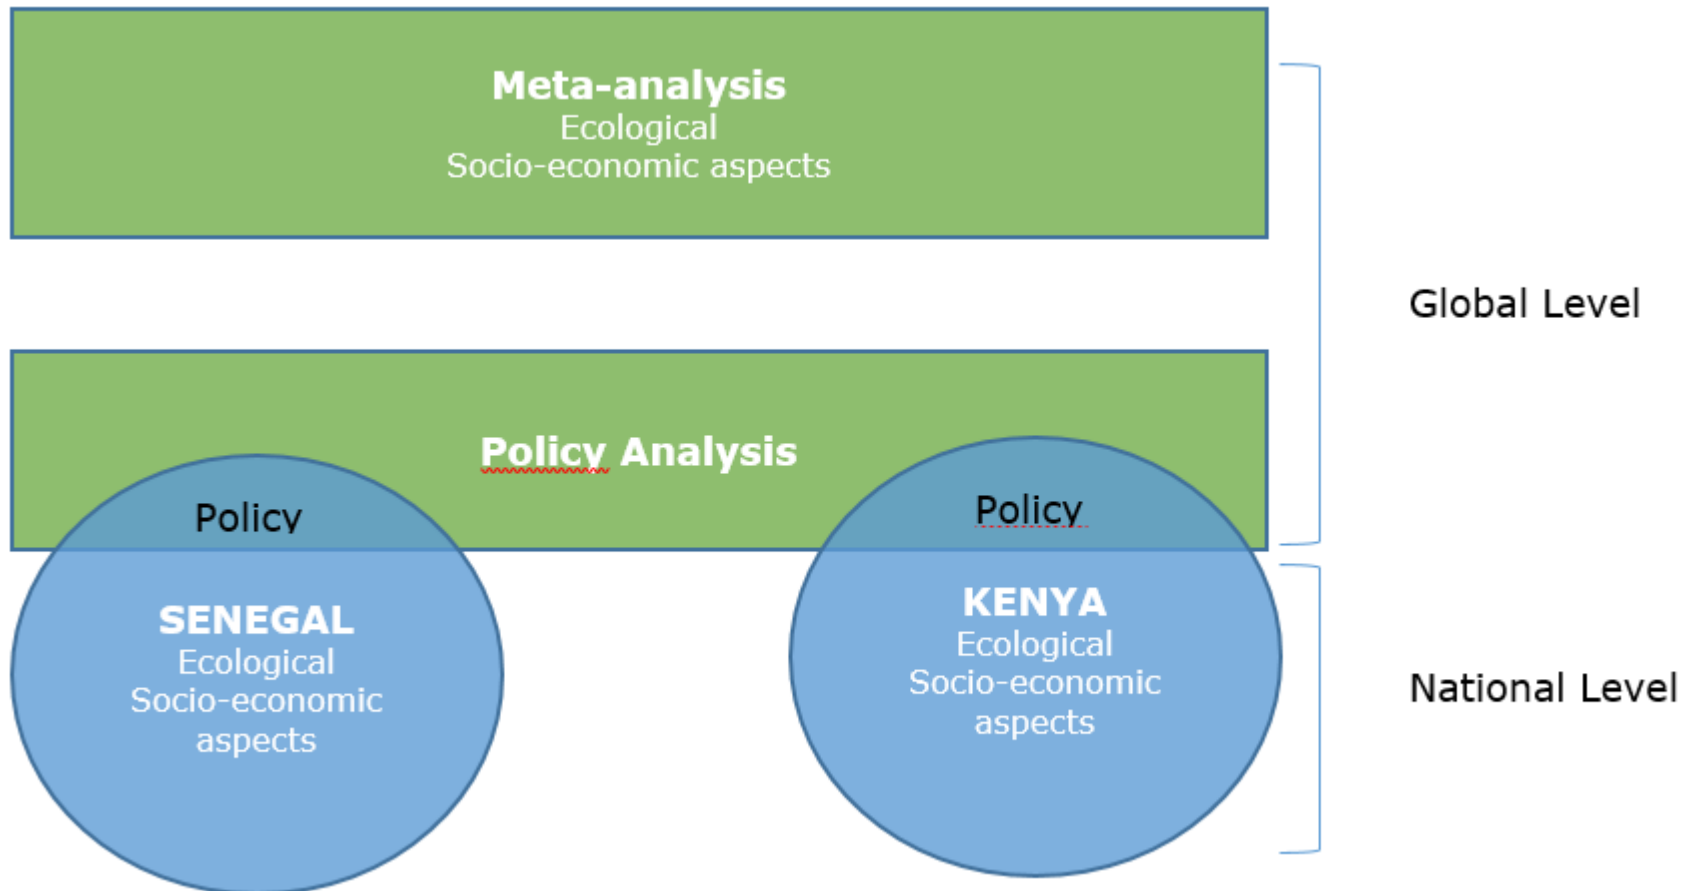 Meta-analysis
Ecological
Socio-economic aspects
Global Level
Policy Analysis
Policy
Policy
SENEGAL
Ecological
Socio-economic
aspects
KENYA
Ecological
Socio-economic
aspects
National Level